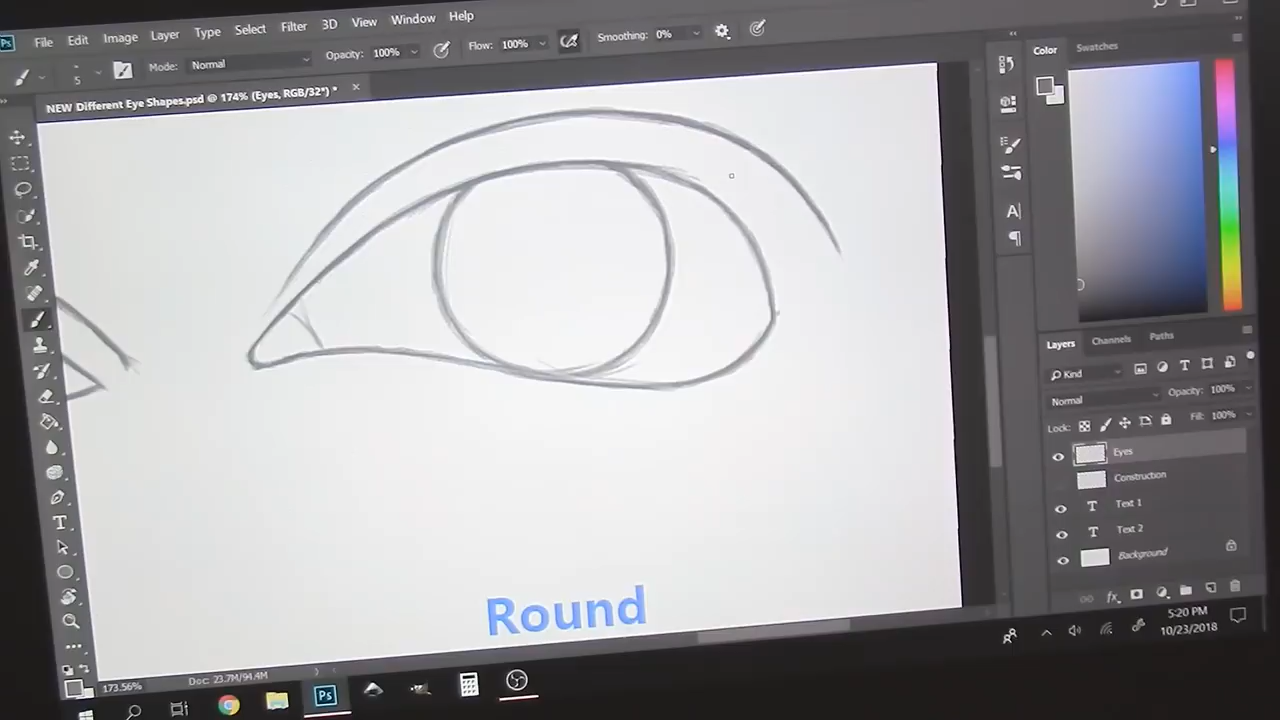 Ps File Edit Image Layer Type Select Filter 3D View Window Help
5 Mode: Normal Opacity: 100% Flow: 100% Smoothing: 0%
NEW Different Eye Shapes.psd @ 174% (Eyes, RGB/32*) * ×
Color Swatches
Layers Channels Paths
Kind
Normal Opacity: 100%
Lock: Fill: 100%
Eyes
Construction
Text 1
Text 2
Background
Round
173.56% Doc: 23.7M/94.4M
Ps
5:20 PM
10/23/2018